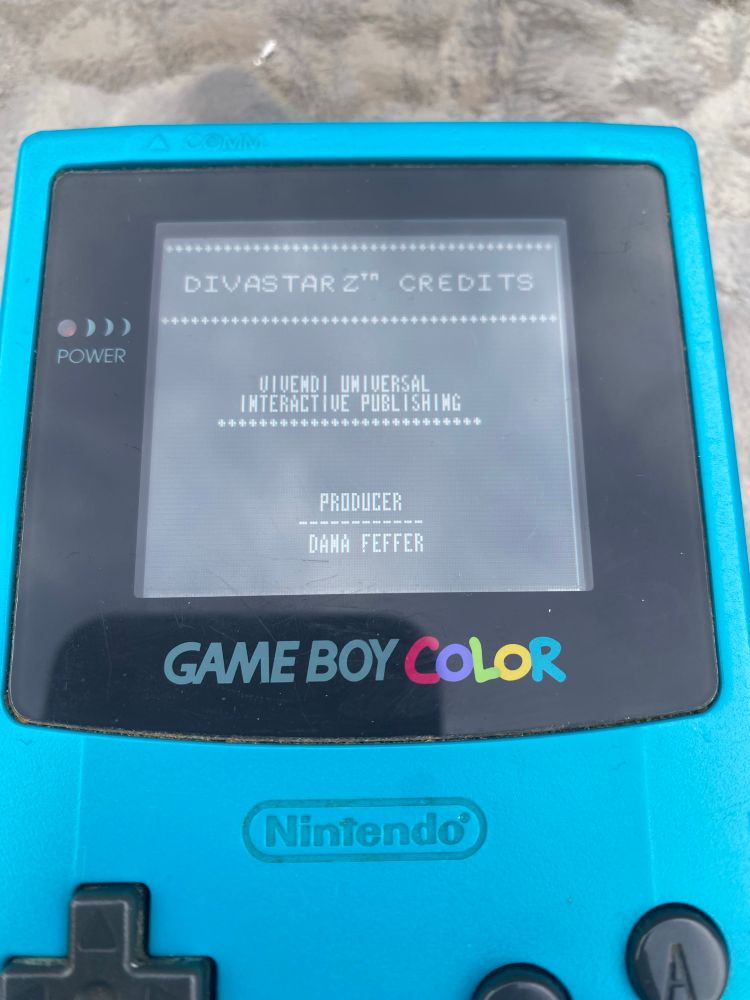 COMM.
DIVASTARZ™ CREDITS
VIVENDI UNIVERSAL
INTERACTIVE PUBLISHING
PRODUCER
DANA FEFFER
POWER
GAME BOY COLOR
Nintendo®
A